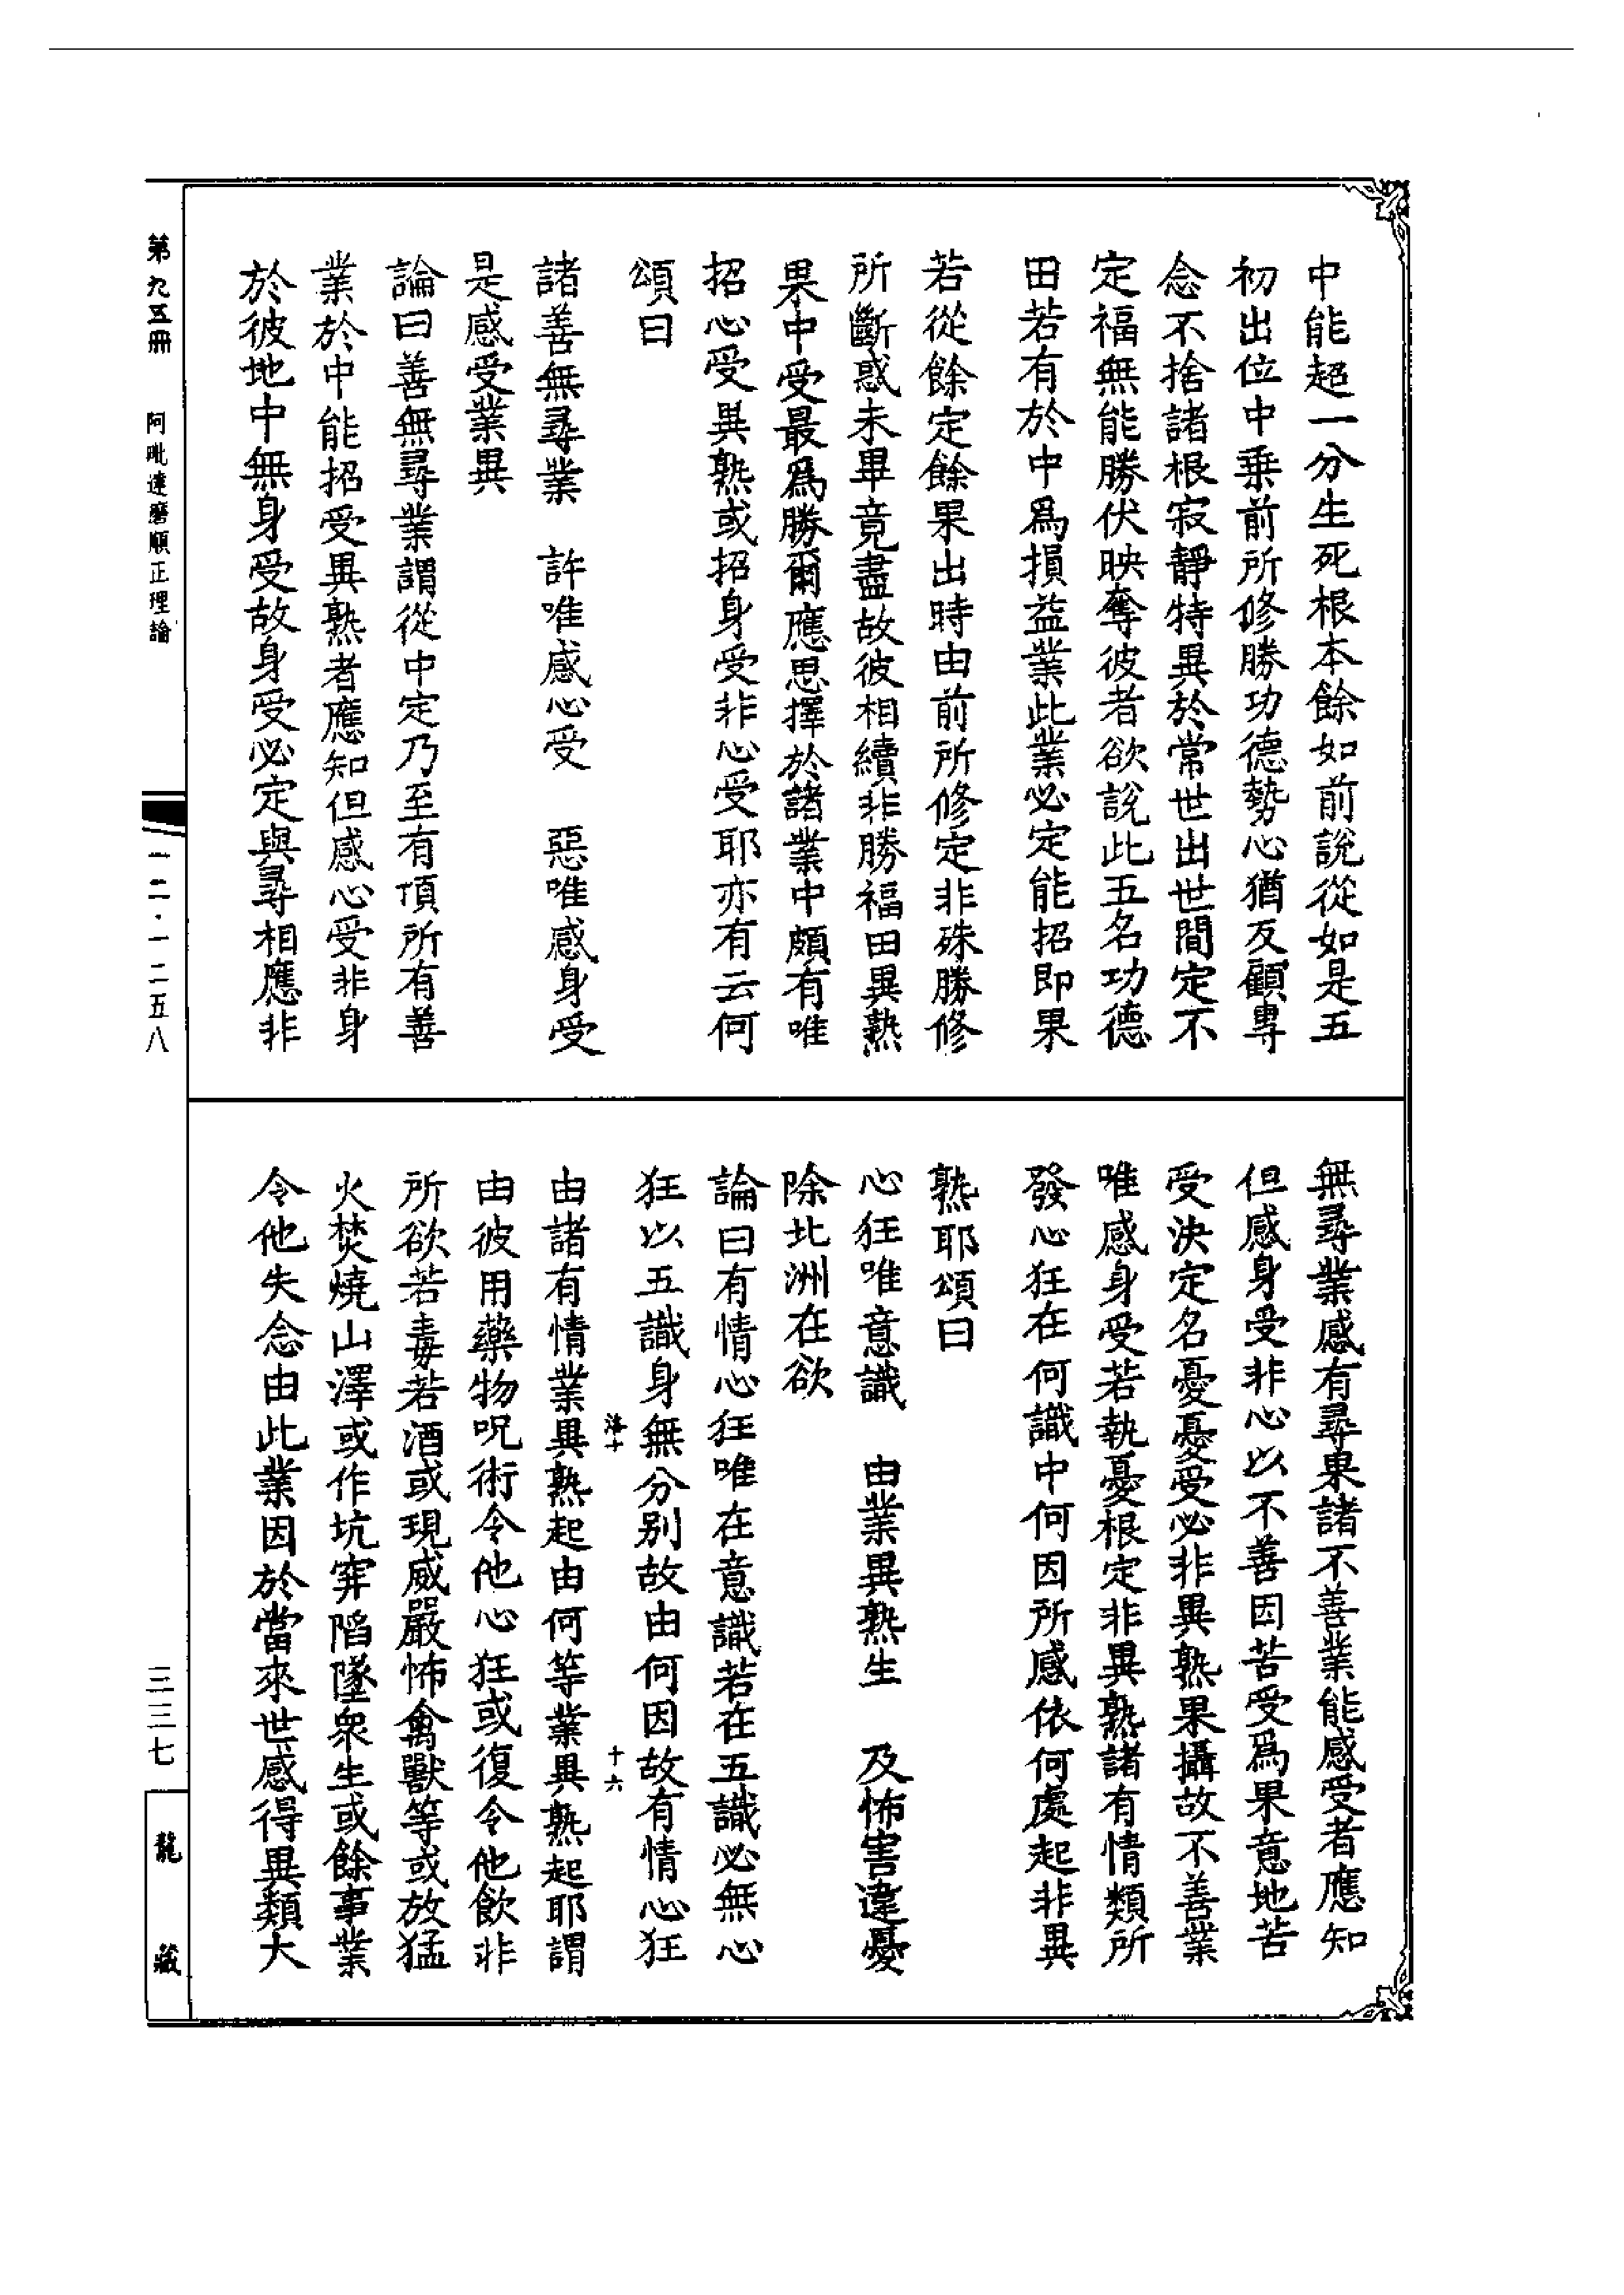 中能超一分生死根本餘如前說從如是五
初出位中乗前所修勝功德勢心猶反顧專
念不捨諸根寂靜特異於常世出世間定不
定福無能勝伏映奪彼者欲說此五名功德
田若有於中爲損益業此業必定能招即果
若從餘定餘果出時由前所修定非殊勝修
所斷惑未畢竟盡故彼相續非勝福田異熟
果中受最爲勝爾應思擇於諸業中頗有唯
招心受異熟或招身受非心受耶亦有云何
頌曰
諸善無尋業　許唯感心受　惡唯感身受
是感受業異
論曰善無尋業謂從中定乃至有頂所有善
業於中能招受異熟者應知但感心受非身
於彼地中無身受故身受必定與尋相應非
無尋業感有尋果諸不善業能感受者應知
但感身受非心以不善因苦受爲果意地苦
受決定名憂憂受必非異熟果攝故不善業
唯感身受若執憂根定非異熟諸有情類所
發心狂在何識中何因所感依何處起非異
熟耶頌曰
心狂唯意識　由業異熟生　及怖害違憂
除北洲在欲
論曰有情心狂唯在意識若在五識必無心
狂以五識身無分別故由何因故有情心狂
洛十　十六
由諸有情業異熟起由何等業異熟起耶謂
由彼用藥物呪術令他心狂或復令他飲非
所欲若毒若酒或現威嚴怖禽獸等或放猛
火焚燒山澤或作坑穽陷墜衆生或餘事業
令他失念由此業因於當來世感得異類大
第九五冊　阿毗達磨順正理論　一二·一二五八　三三七　龍藏